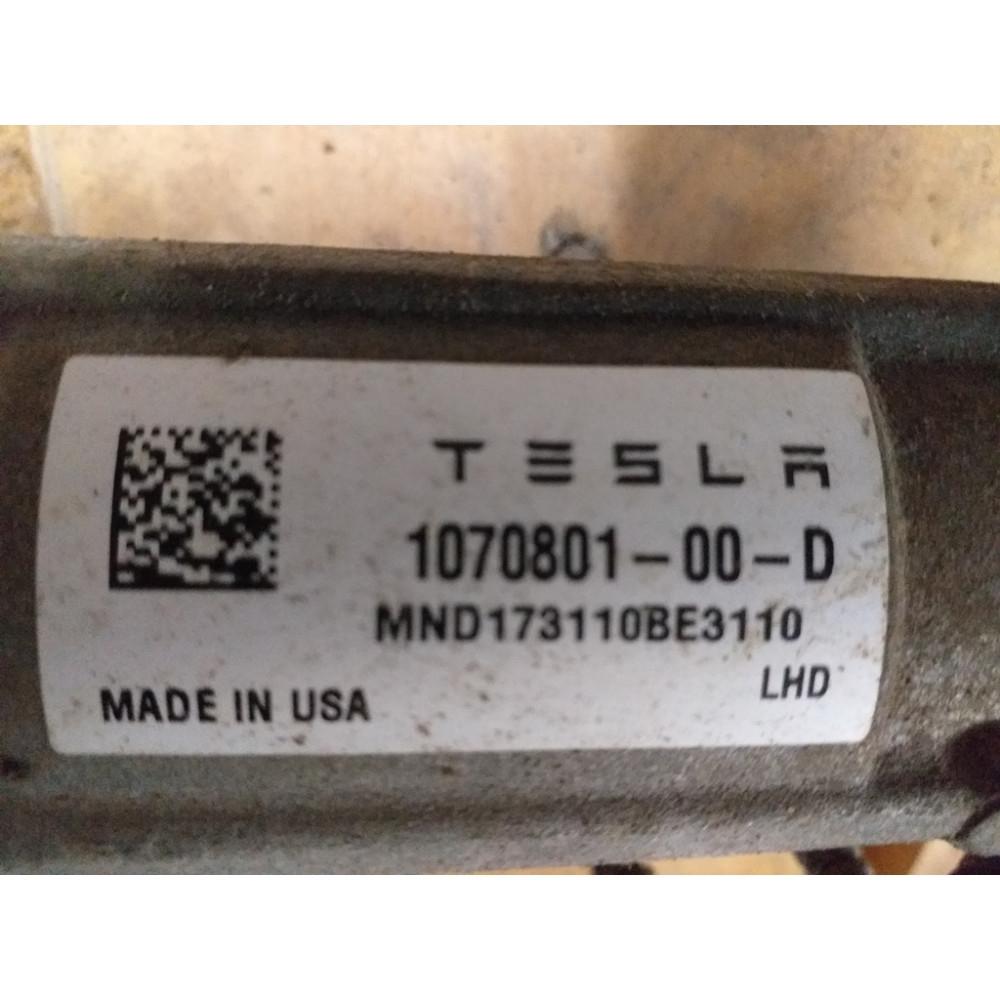 TESLA
1070801-00-D
MND173110BE3110
LHD
MADE IN USA